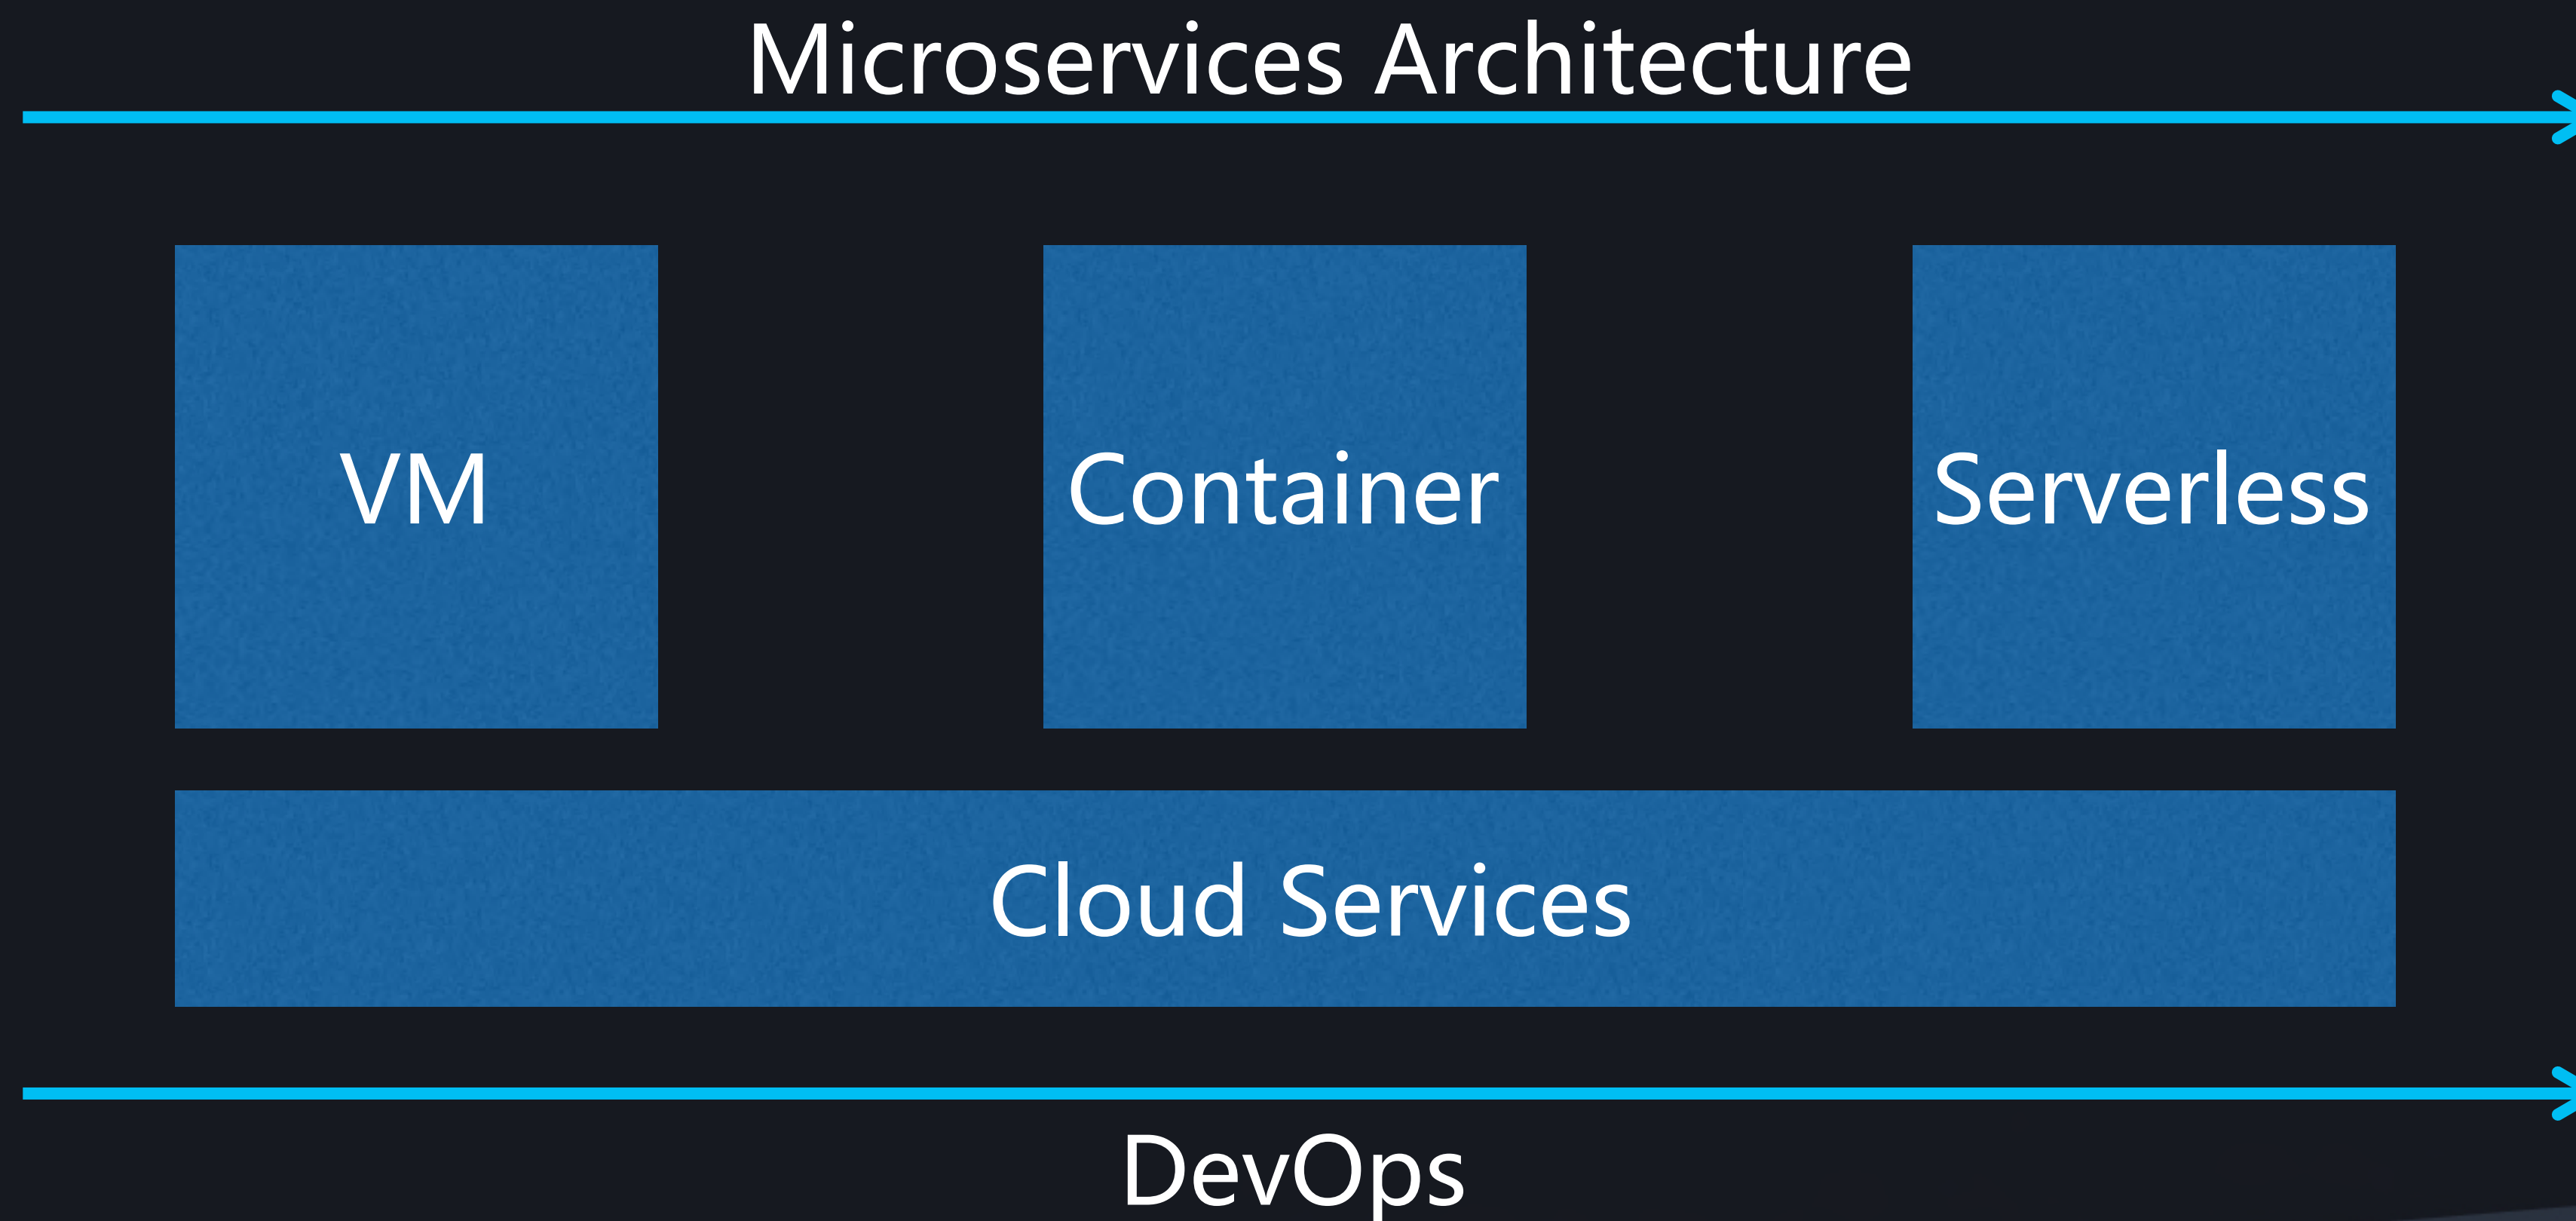 Microservices Architecture
VM
Container
Serverless
Cloud Services
DevOps